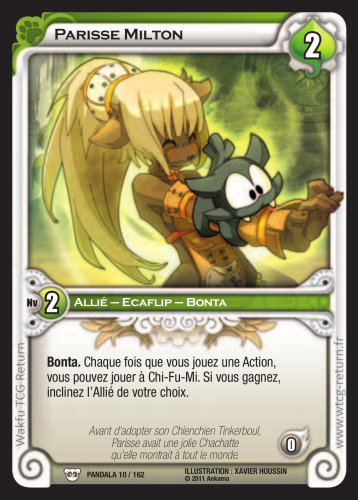 Parisse Milton
2
Nv 2
Allié – Ecaflip – Bonta
Bonta. Chaque fois que vous jouez une Action,
vous pouvez jouer à Chi-Fu-Mi. Si vous gagnez,
inclinez l'Allié de votre choix.
Avant d'adopter son Chienchien Tinkerboul,
Parisse avait une jolie Chachatte
qu'elle montrait à tout le monde.
0
PANDALA 10 / 162
ILLUSTRATION : XAVIER HOUSSIN
© 2011 Ankama
Wakfu TCG Return
www.wtcg-return.fr